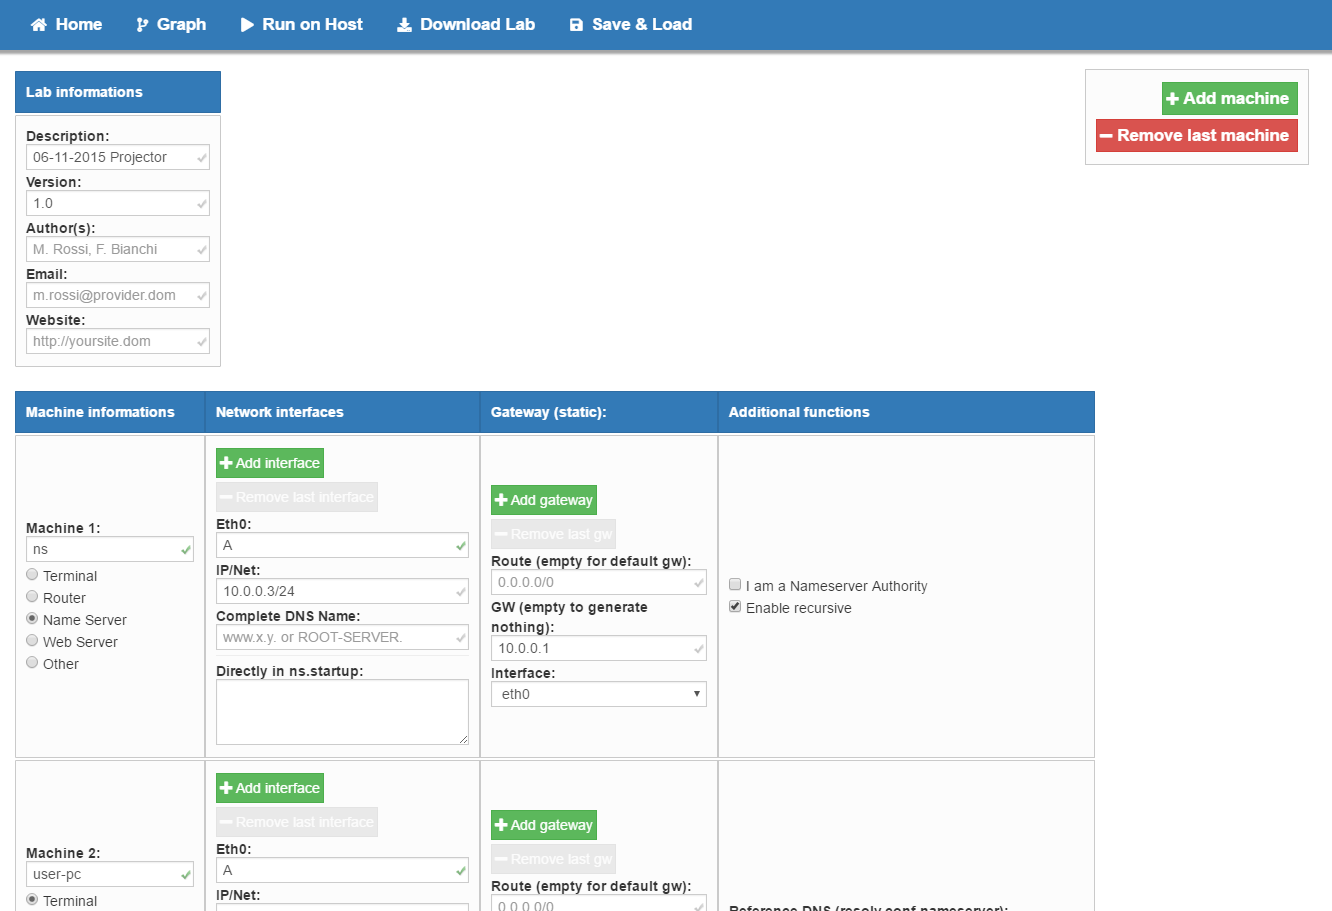 Home Graph Run on Host Download Lab Save & Load
Lab informations
Add machine
Remove last machine
Description:
06-11-2015 Projector
Version:
1.0
Author(s):
M. Rossi, F. Bianchi
Email:
m.rossi@provider.dom
Website:
http://yoursite.dom
Machine informations Network interfaces Gateway (static): Additional functions
Machine 1:
ns
Terminal
Router
Name Server
Web Server
Other
Add interface
Remove last interface
Eth0:
A
IP/Net:
10.0.0.3/24
Complete DNS Name:
www.x.y. or ROOT-SERVER.
Directly in ns.startup:
Add gateway
Remove last gw
Route (empty for default gw):
0.0.0.0/0
GW (empty to generate
nothing):
10.0.0.1
Interface:
eth0
I am a Nameserver Authority
Enable recursive
Machine 2:
user-pc
Terminal
Add interface
Remove last interface
Eth0:
A
IP/Net:
Add gateway
Remove last gw
Route (empty for default gw):
0.0.0.0/0
Reference DNS (resolv.conf nameserver):